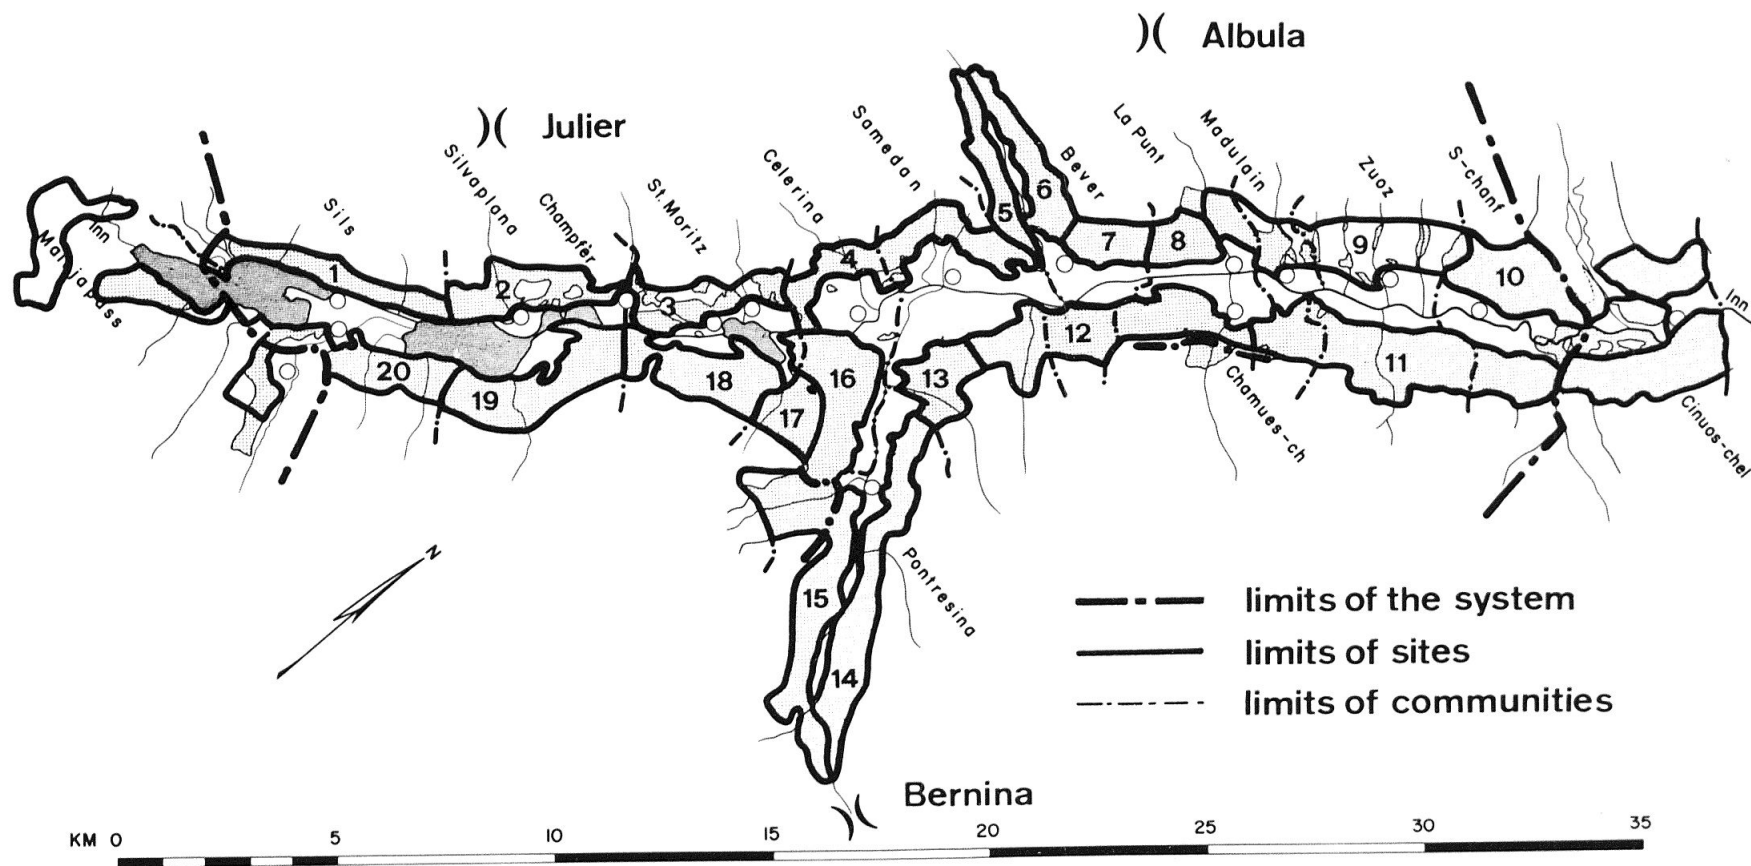 Albula
Julier
Samedan
La Punt
Madulain
Silvaplana
Celerina
Bever
Zuoz
S-chanf
Champfèr
St. Moritz
Sils
Inn
Malojapass
1
2
3
4
5
6
7
8
9
10
Inn
20
19
18
17
16
13
12
11
Chamues-ch
Cinuos-chel
N
Pontresina
15
14
limits of the system
limits of sites
limits of communities
Bernina
KM 0 5 10 15 20 25 30 35